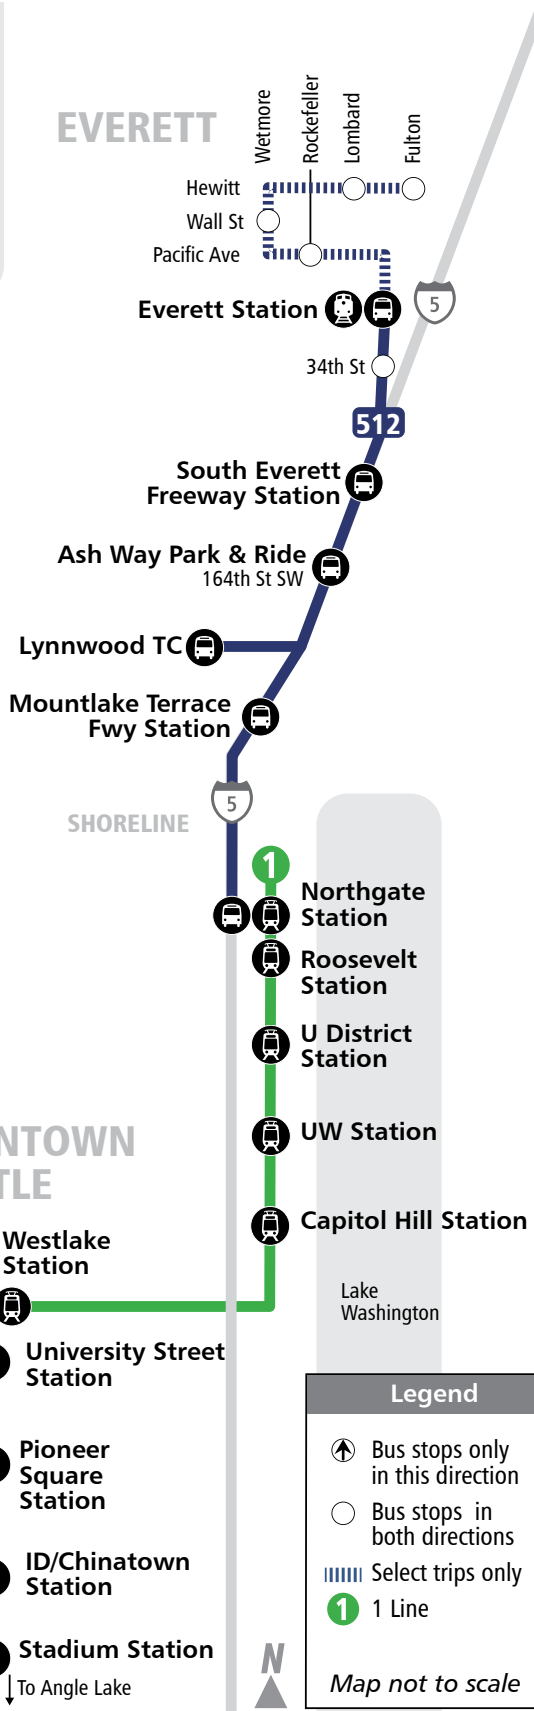 EVERETT
Wetmore
Rockefeller
Lombard
Fulton
Hewitt
Wall St
Pacific Ave
Everett Station
5
34th St
512
South Everett
Freeway Station
Ash Way Park & Ride
164th St SW
Lynnwood TC
Mountlake Terrace
Fwy Station
5
SHORELINE
1
Northgate
Station
Roosevelt
Station
U District
Station
UW Station
NTOWN
TLE
Capitol Hill Station
Westlake
Station
Lake
Washington
University Street
Station
Pioneer
Square
Station
ID/Chinatown
Station
Stadium Station
To Angle Lake
N
Legend
Bus stops only
in this direction
Bus stops in
both directions
Select trips only
1 1 Line
Map not to scale